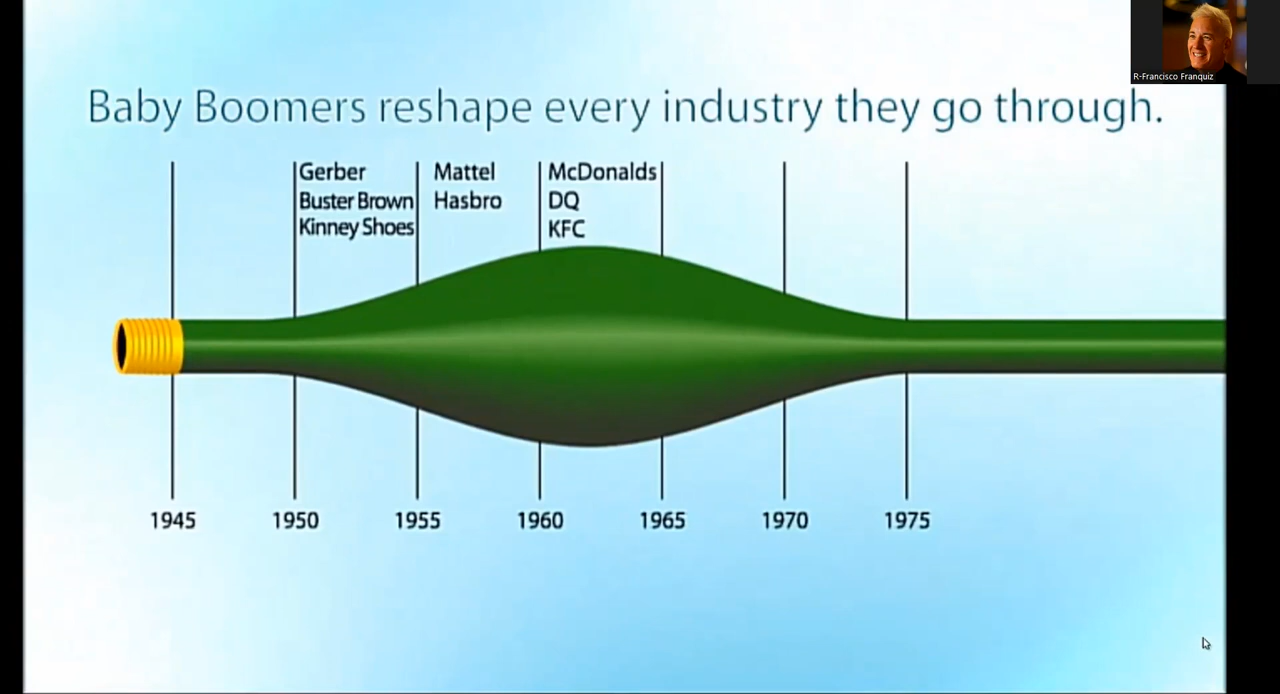 R-Francisco Franquiz
Baby Boomers reshape every industry they go through.
Gerber
Buster Brown
Kinney Shoes
Mattel
Hasbro
McDonalds
DQ
KFC
1945 1950 1955 1960 1965 1970 1975